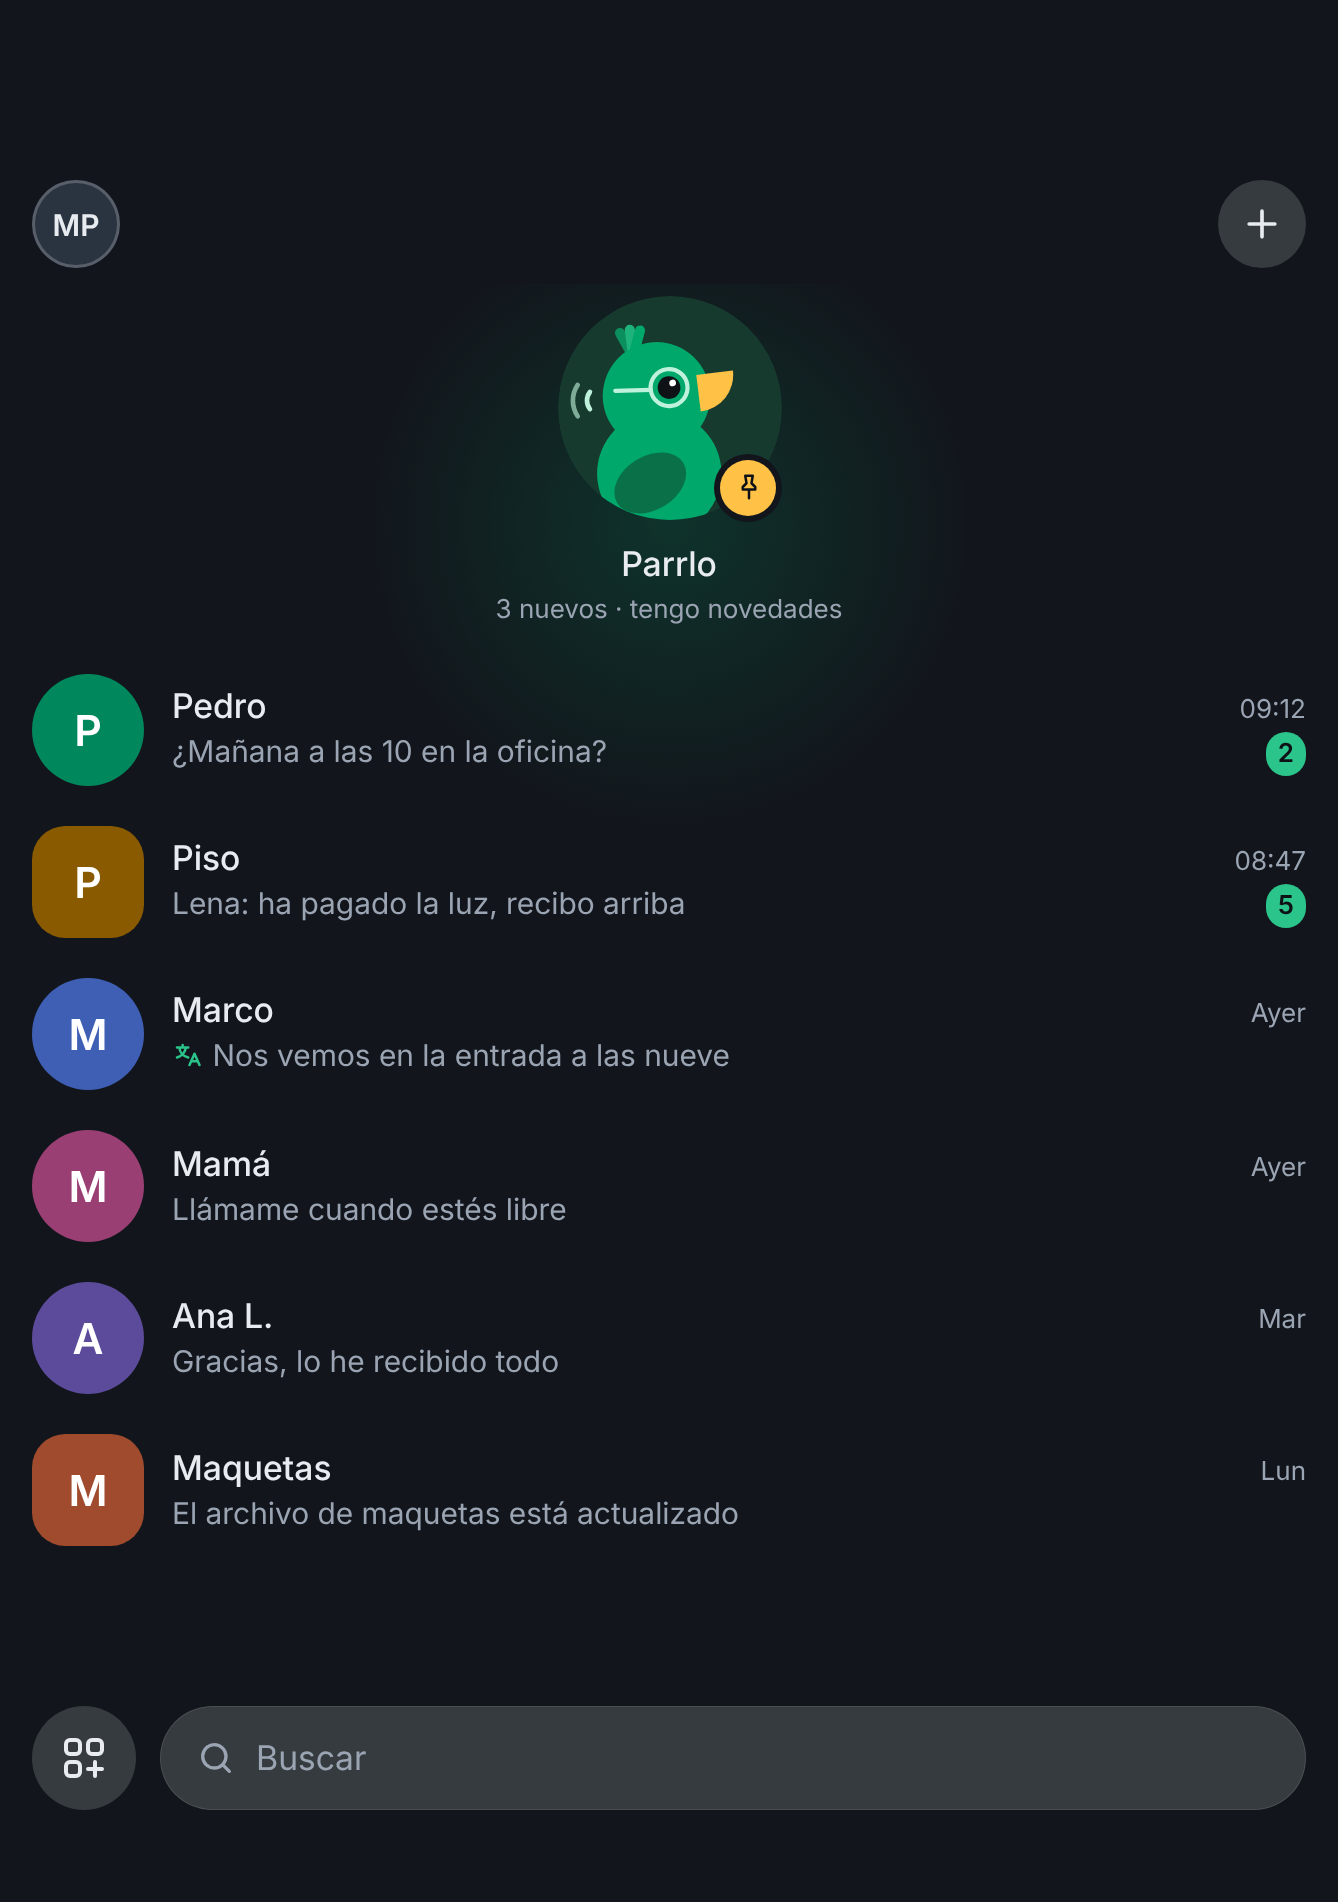 MP
Parrlo
3 nuevos · tengo novedades
P
Pedro
09:12
¿Mañana a las 10 en la oficina?
2
P
Piso
08:47
Lena: ha pagado la luz, recibo arriba
5
M
Marco
Ayer
Nos vemos en la entrada a las nueve
M
Mamá
Ayer
Llámame cuando estés libre
A
Ana L.
Mar
Gracias, lo he recibido todo
M
Maquetas
Lun
El archivo de maquetas está actualizado
Buscar